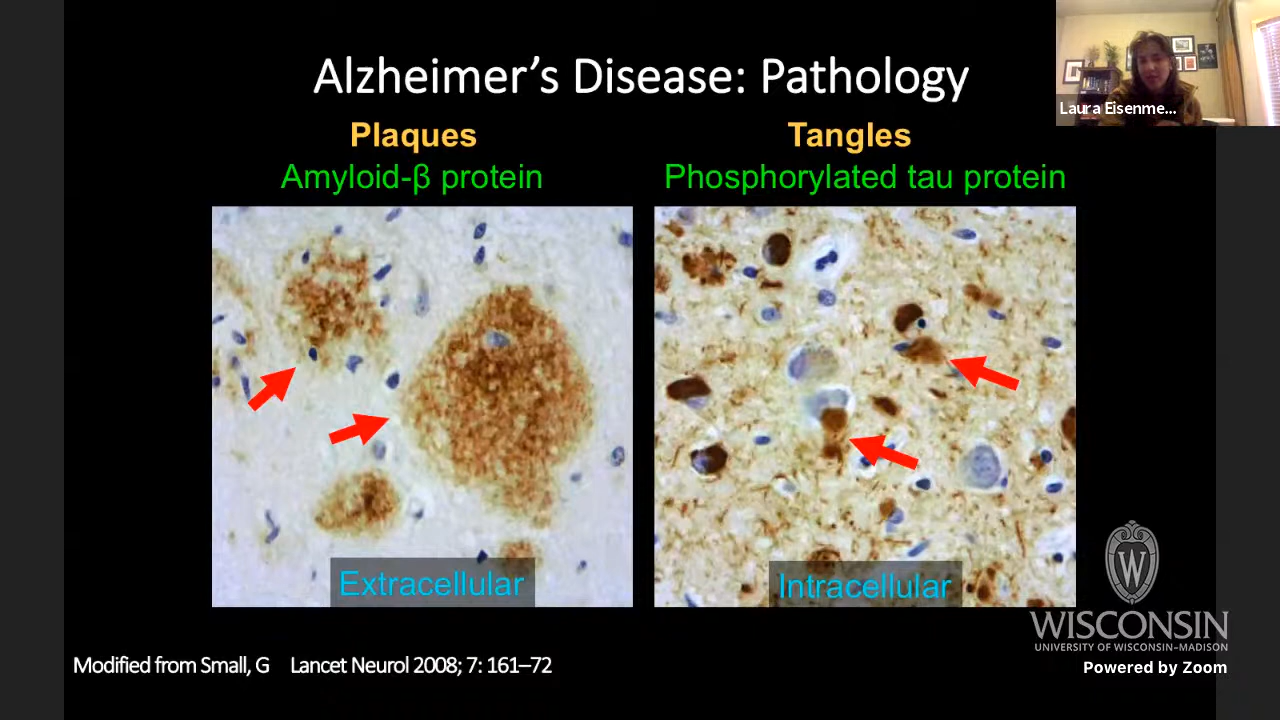 Alzheimer's Disease: Pathology
Laura Eisenme...
Plaques
Amyloid-β protein
Tangles
Phosphorylated tau protein
Extracellular
Intracellular
W
WISCONSIN
UNIVERSITY OF WISCONSIN–MADISON
Modified from Small, G Lancet Neurol 2008; 7: 161–72
Powered by Zoom